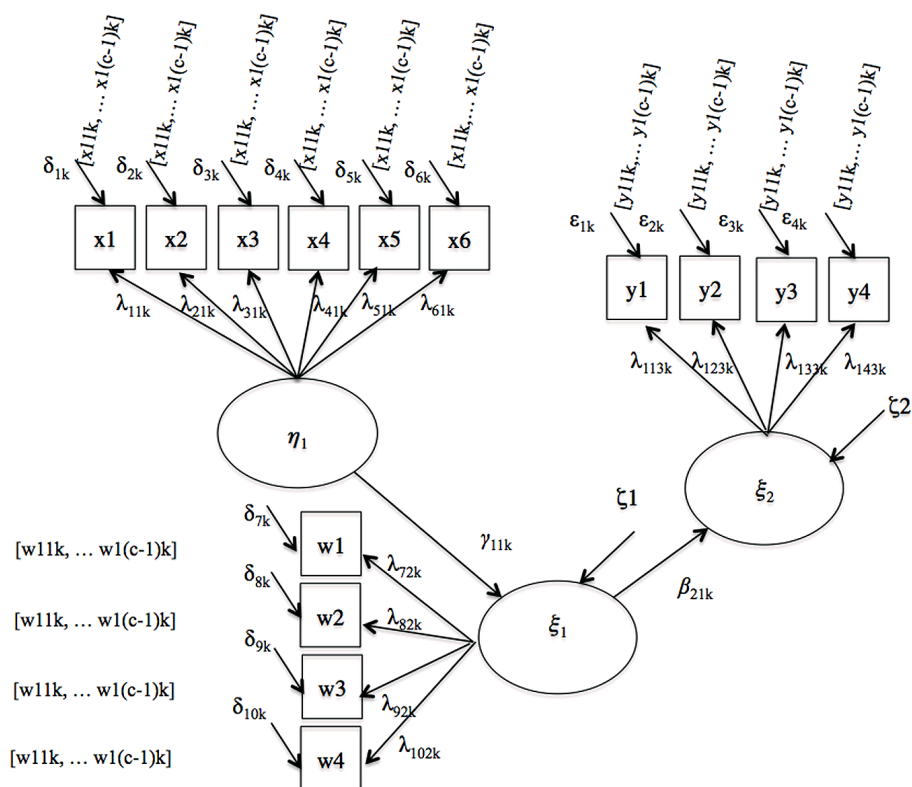 [x11k,… x1(c-1)k]
[x11k,… x1(c-1)k]
[x11k,… x1(c-1)k]
[x11k,… x1(c-1)k]
[x11k,… x1(c-1)k]
[x11k,… x1(c-1)k]
[y11k,… y1(c-1)k]
[y11k,… y1(c-1)k]
[y11k,… y1(c-1)k]
[y11k,… y1(c-1)k]
δ1k
δ2k
δ3k
δ4k
δ5k
δ6k
x1
x2
x3
x4
x5
x6
ε1k
ε2k
ε3k
ε4k
y1
y2
y3
y4
λ11k
λ21k
λ31k
λ41k
λ51k
λ61k
λ113k
λ123k
λ133k
λ143k
η1
ζ2
ξ2
ζ1
γ11k
β21k
ξ1
δ7k
[w11k, … w1(c-1)k]
w1
λ72k
δ8k
[w11k, … w1(c-1)k]
w2
λ82k
δ9k
[w11k, … w1(c-1)k]
w3
λ92k
δ10k
[w11k, … w1(c-1)k]
w4
λ102k